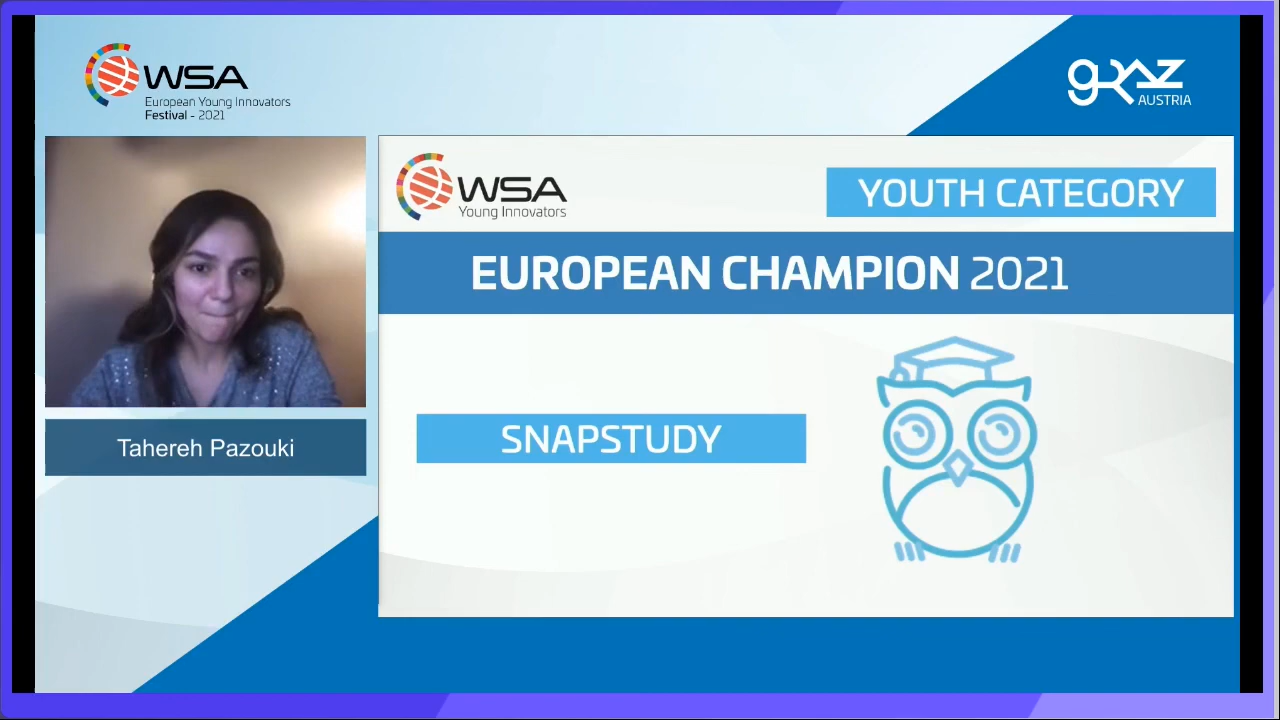 WSA
European Young Innovators
Festival - 2021
GRAZ
AUSTRIA
WSA
Young Innovators
YOUTH CATEGORY
EUROPEAN CHAMPION 2021
SNAPSTUDY
Tahereh Pazouki